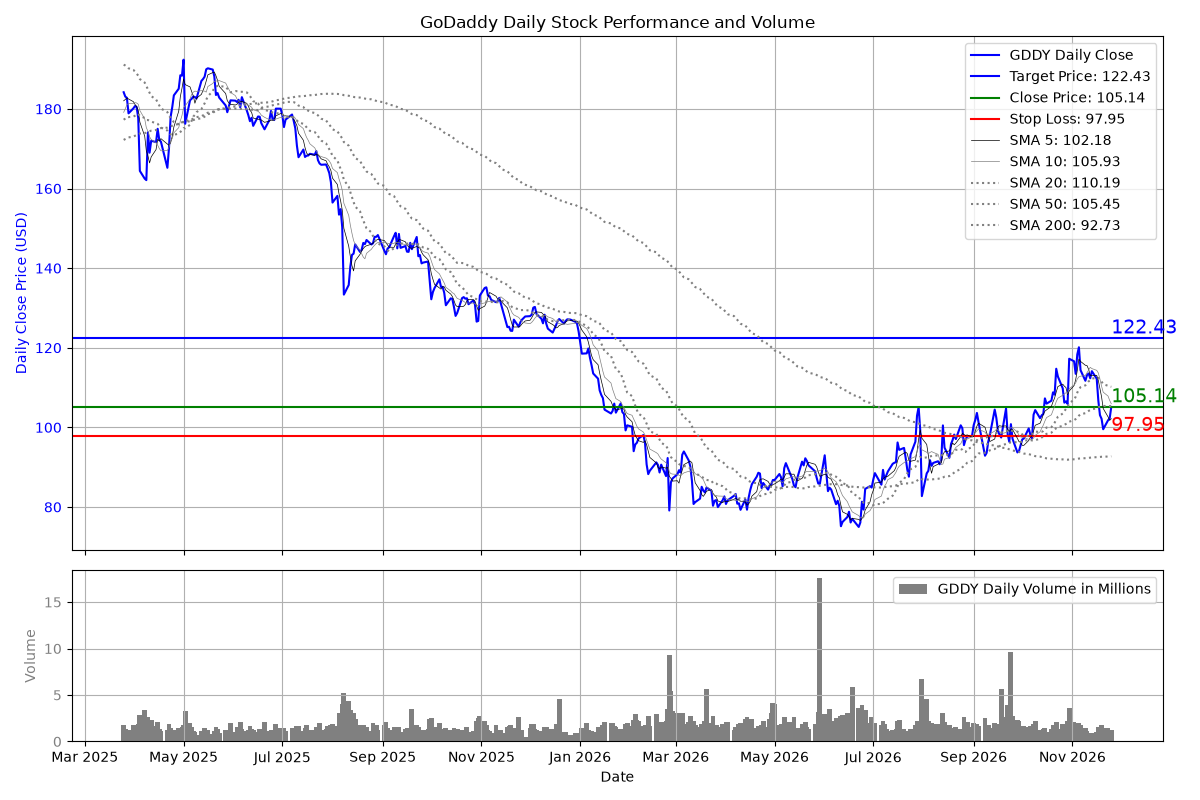 GoDaddy Daily Stock Performance and Volume
GDDY Daily Close
Target Price: 122.43
Close Price: 105.14
Stop Loss: 97.95
SMA 5: 102.18
SMA 10: 105.93
SMA 20: 110.19
SMA 50: 105.45
SMA 200: 92.73
Daily Close Price (USD)
180
160
140
120
100
80
122.43
105.14
97.95
GDDY Daily Volume in Millions
Volume
15
10
5
0
Mar 2025
May 2025
Jul 2025
Sep 2025
Nov 2025
Jan 2026
Mar 2026
May 2026
Jul 2026
Sep 2026
Nov 2026
Date